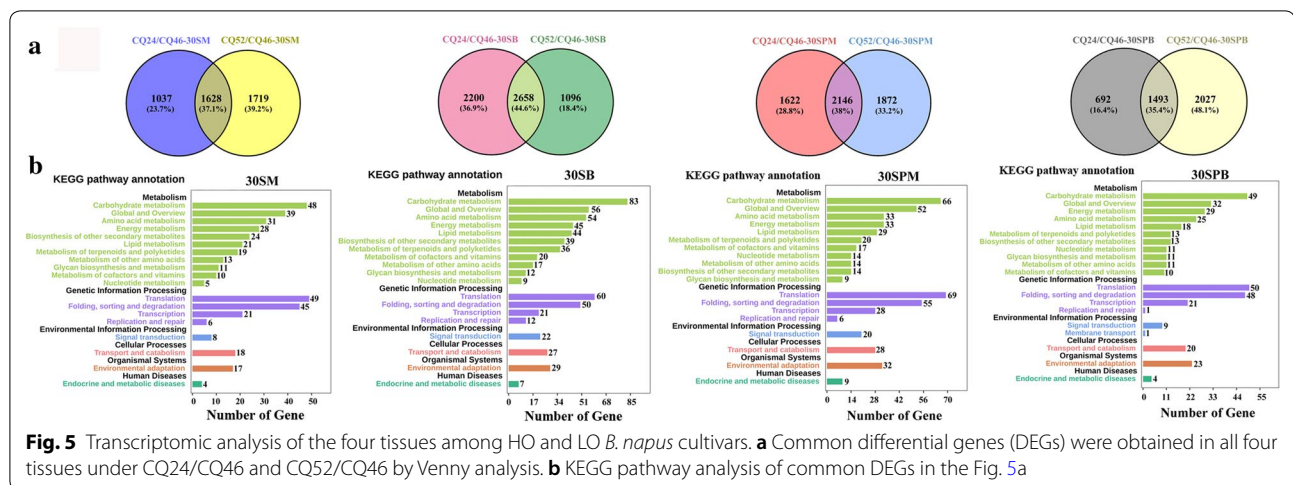 a
CQ24/CQ46-30SM CQ52/CQ46-30SM
1037 (23.7%) 1628 (37.1%) 1719 (39.2%)
CQ24/CQ46-30SB CQ52/CQ46-30SB
2200 (36.9%) 2658 (44.6%) 1096 (18.4%)
CQ24/CQ46-30SPM CQ52/CQ46-30SPM
1622 (28.8%) 2146 (38%) 1872 (33.2%)
CQ24/CQ46-30SPB CQ52/CQ46-30SPB
692 (16.4%) 1493 (35.4%) 2027 (48.1%)
b
KEGG pathway annotation 30SM
Metabolism
Carbohydrate metabolism 48
Global and Overview 39
Amino acid metabolism 31
Energy metabolism 28
Biosynthesis of other secondary metabolites 24
Lipid metabolism 21
Metabolism of terpenoids and polyketides 19
Metabolism of other amino acids 13
Glycan biosynthesis and metabolism 11
Metabolism of cofactors and vitamins 10
Nucleotide metabolism 5
Genetic Information Processing
Translation 49
Folding, sorting and degradation 45
Transcription 21
Replication and repair 6
Environmental Information Processing
Signal transduction 8
Cellular Processes
Transport and catabolism 18
Organismal Systems
Environmental adaptation 17
Human Diseases
Endocrine and metabolic diseases 4
0 10 20 30 40 50
Number of Gene
KEGG pathway annotation 30SB
Metabolism
Carbohydrate metabolism 83
Global and Overview 56
Amino acid metabolism 54
Energy metabolism 45
Lipid metabolism 44
Biosynthesis of other secondary metabolites 39
Metabolism of terpenoids and polyketides 36
Metabolism of cofactors and vitamins 20
Metabolism of other amino acids 17
Glycan biosynthesis and metabolism 12
Nucleotide metabolism 9
Genetic Information Processing
Translation 60
Folding, sorting and degradation 50
Transcription 21
Replication and repair 12
Environmental Information Processing
Signal transduction 22
Cellular Processes
Transport and catabolism 27
Organismal Systems
Environmental adaptation 29
Human Diseases
Endocrine and metabolic diseases 7
0 17 34 51 68 85
Number of Gene
KEGG pathway annotation 30SPM
Metabolism
Carbohydrate metabolism 66
Global and Overview 52
Amino acid metabolism 33
Energy metabolism 33
Lipid metabolism 29
Metabolism of terpenoids and polyketides 20
Metabolism of cofactors and vitamins 17
Nucleotide metabolism 14
Metabolism of other amino acids 14
Biosynthesis of other secondary metabolites 14
Glycan biosynthesis and metabolism 9
Genetic Information Processing
Translation 69
Folding, sorting and degradation 55
Transcription 28
Replication and repair 6
Environmental Information Processing
Signal transduction 20
Cellular Processes
Transport and catabolism 28
Organismal Systems
Environmental adaptation 32
Human Diseases
Endocrine and metabolic diseases 9
0 14 28 42 56 70
Number of Gene
KEGG pathway annotation 30SPB
Metabolism
Carbohydrate metabolism 49
Global and Overview 32
Energy metabolism 29
Amino acid metabolism 25
Lipid metabolism 18
Metabolism of terpenoids and polyketides 13
Biosynthesis of other secondary metabolites 13
Nucleotide metabolism 11
Glycan biosynthesis and metabolism 11
Metabolism of other amino acids 11
Metabolism of cofactors and vitamins 10
Genetic Information Processing
Translation 50
Folding, sorting and degradation 48
Transcription 21
Replication and repair 1
Environmental Information Processing
Signal transduction 9
Membrane transport 1
Cellular Processes
Transport and catabolism 20
Organismal Systems
Environmental adaptation 23
Human Diseases
Endocrine and metabolic diseases 4
0 11 22 33 44 55
Number of Gene
Fig. 5 Transcriptomic analysis of the four tissues among HO and LO B. napus cultivars. a Common differential genes (DEGs) were obtained in all four
tissues under CQ24/CQ46 and CQ52/CQ46 by Venny analysis. b KEGG pathway analysis of common DEGs in the Fig. 5a